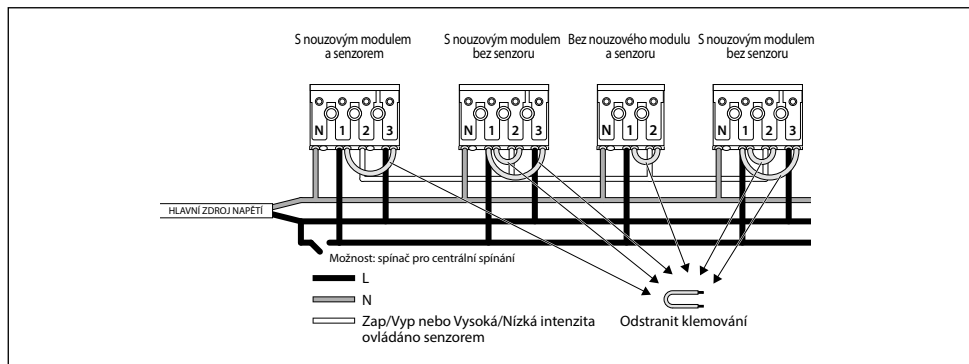 S nouzovým modulem
a senzorem
S nouzovým modulem
bez senzoru
Bez nouzového modulu
a senzoru
S nouzovým modulem
bez senzoru
N 1 2 3
N 1 2 3
N 1 2
N 1 2 3
HLAVNÍ ZDROJ NAPĚTÍ
Možnost: spínač pro centrální spínání
L
N
Zap/Vyp nebo Vysoká/Nízká intenzita
ovládáno senzorem
Odstranit klemování